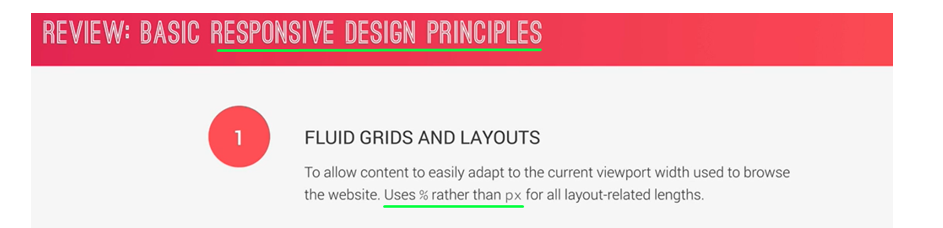 REVIEW: BASIC RESPONSIVE DESIGN PRINCIPLES
1
FLUID GRIDS AND LAYOUTS
To allow content to easily adapt to the current viewport width used to browse
the website. Uses % rather than px for all layout-related lengths.